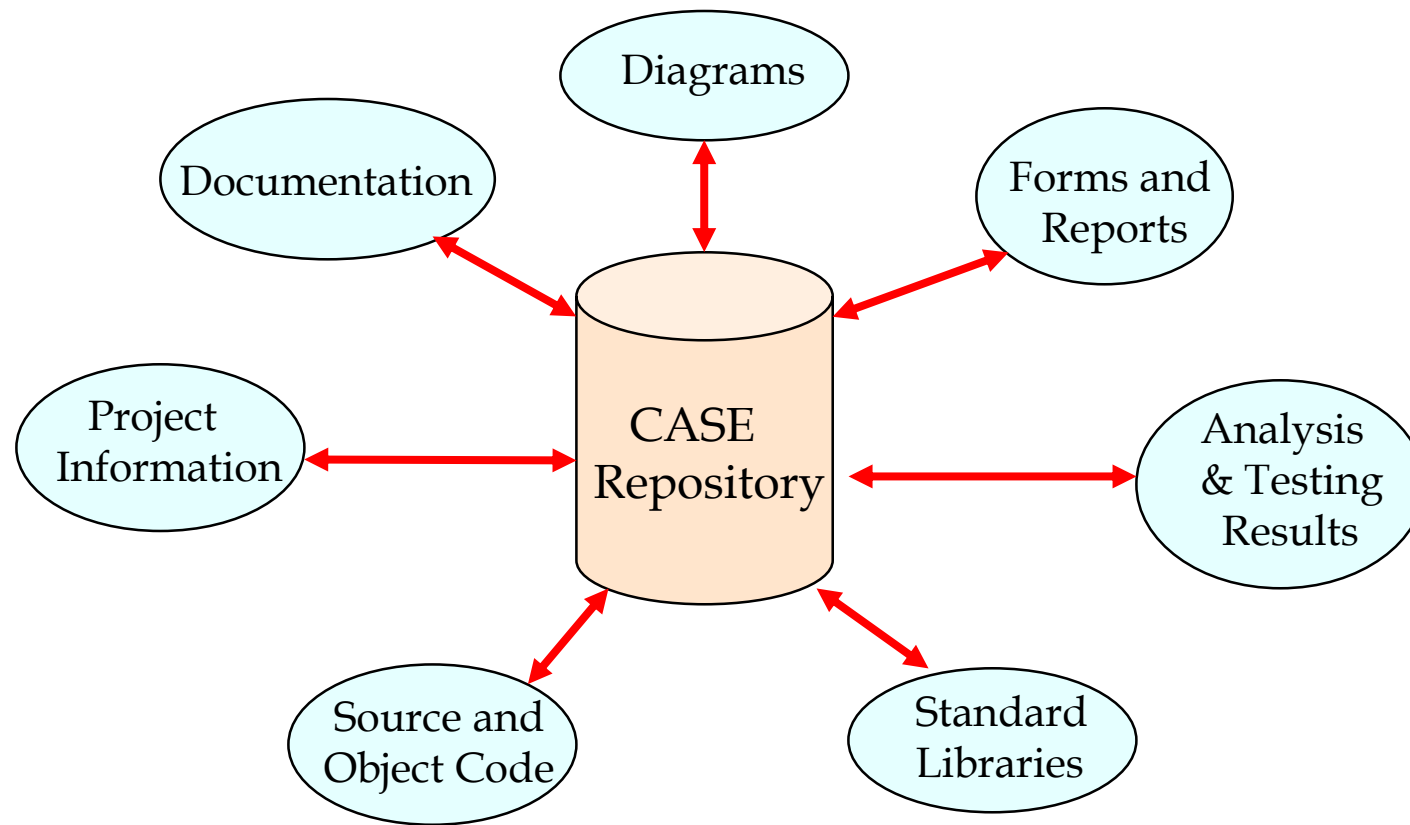 Diagrams
Documentation
Forms and
Reports
CASE
Repository
Project
Information
Analysis
& Testing
Results
Source and
Object Code
Standard
Libraries